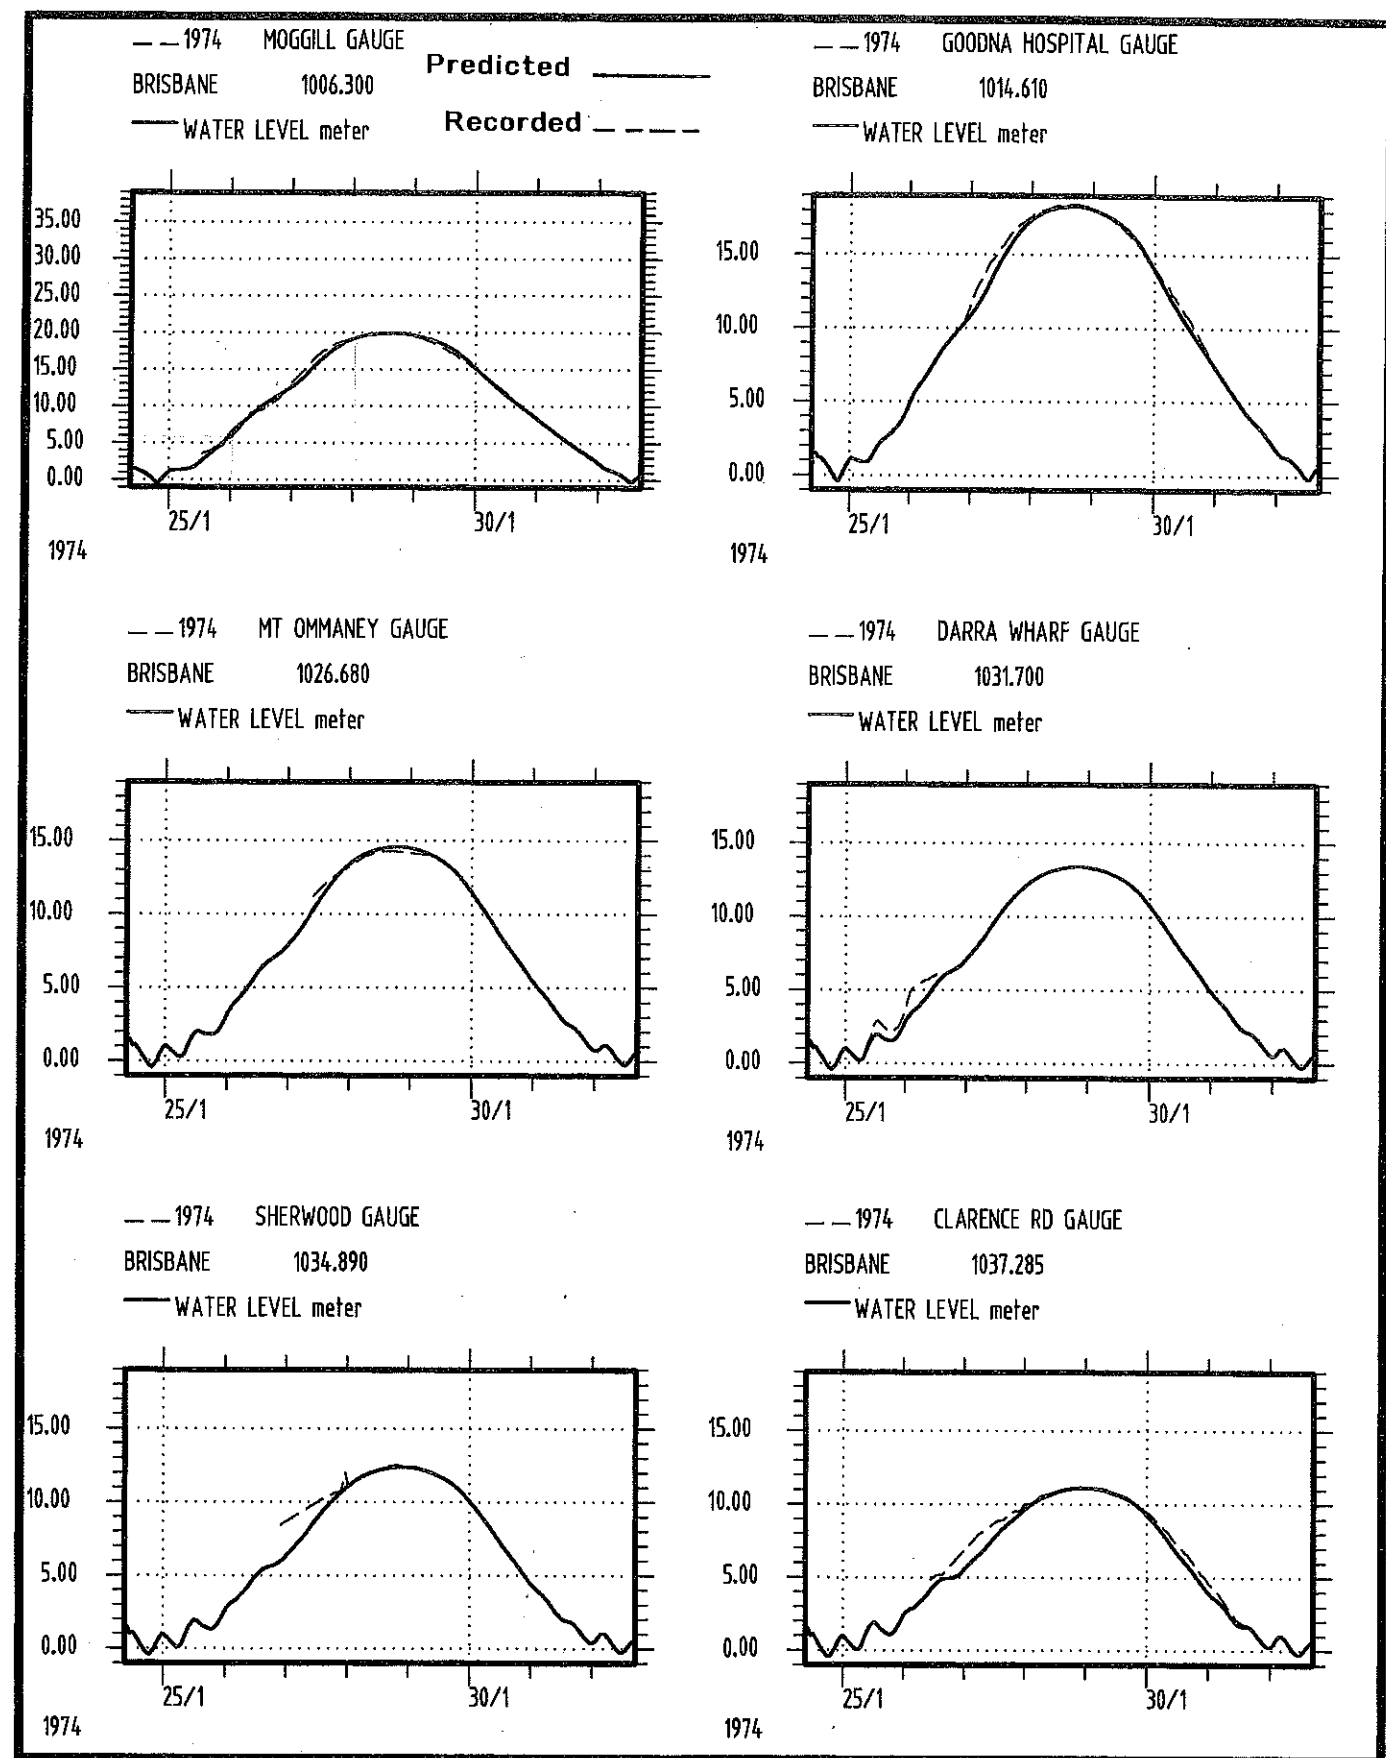 — — 1974 MOGGILL GAUGE
BRISBANE 1006.300
WATER LEVEL meter
Predicted
Recorded
35.00
30.00
25.00
20.00
15.00
10.00
5.00
0.00
25/1 30/1
1974
— — 1974 GOODNA HOSPITAL GAUGE
BRISBANE 1014.610
WATER LEVEL meter
15.00
10.00
5.00
0.00
25/1 30/1
1974
— — 1974 MT OMMANEY GAUGE
BRISBANE 1026.680
WATER LEVEL meter
15.00
10.00
5.00
0.00
25/1 30/1
1974
— — 1974 DARRA WHARF GAUGE
BRISBANE 1031.700
WATER LEVEL meter
15.00
10.00
5.00
0.00
25/1 30/1
1974
— — 1974 SHERWOOD GAUGE
BRISBANE 1034.890
WATER LEVEL meter
15.00
10.00
5.00
0.00
25/1 30/1
1974
— — 1974 CLARENCE RD GAUGE
BRISBANE 1037.285
WATER LEVEL meter
15.00
10.00
5.00
0.00
25/1 30/1
1974